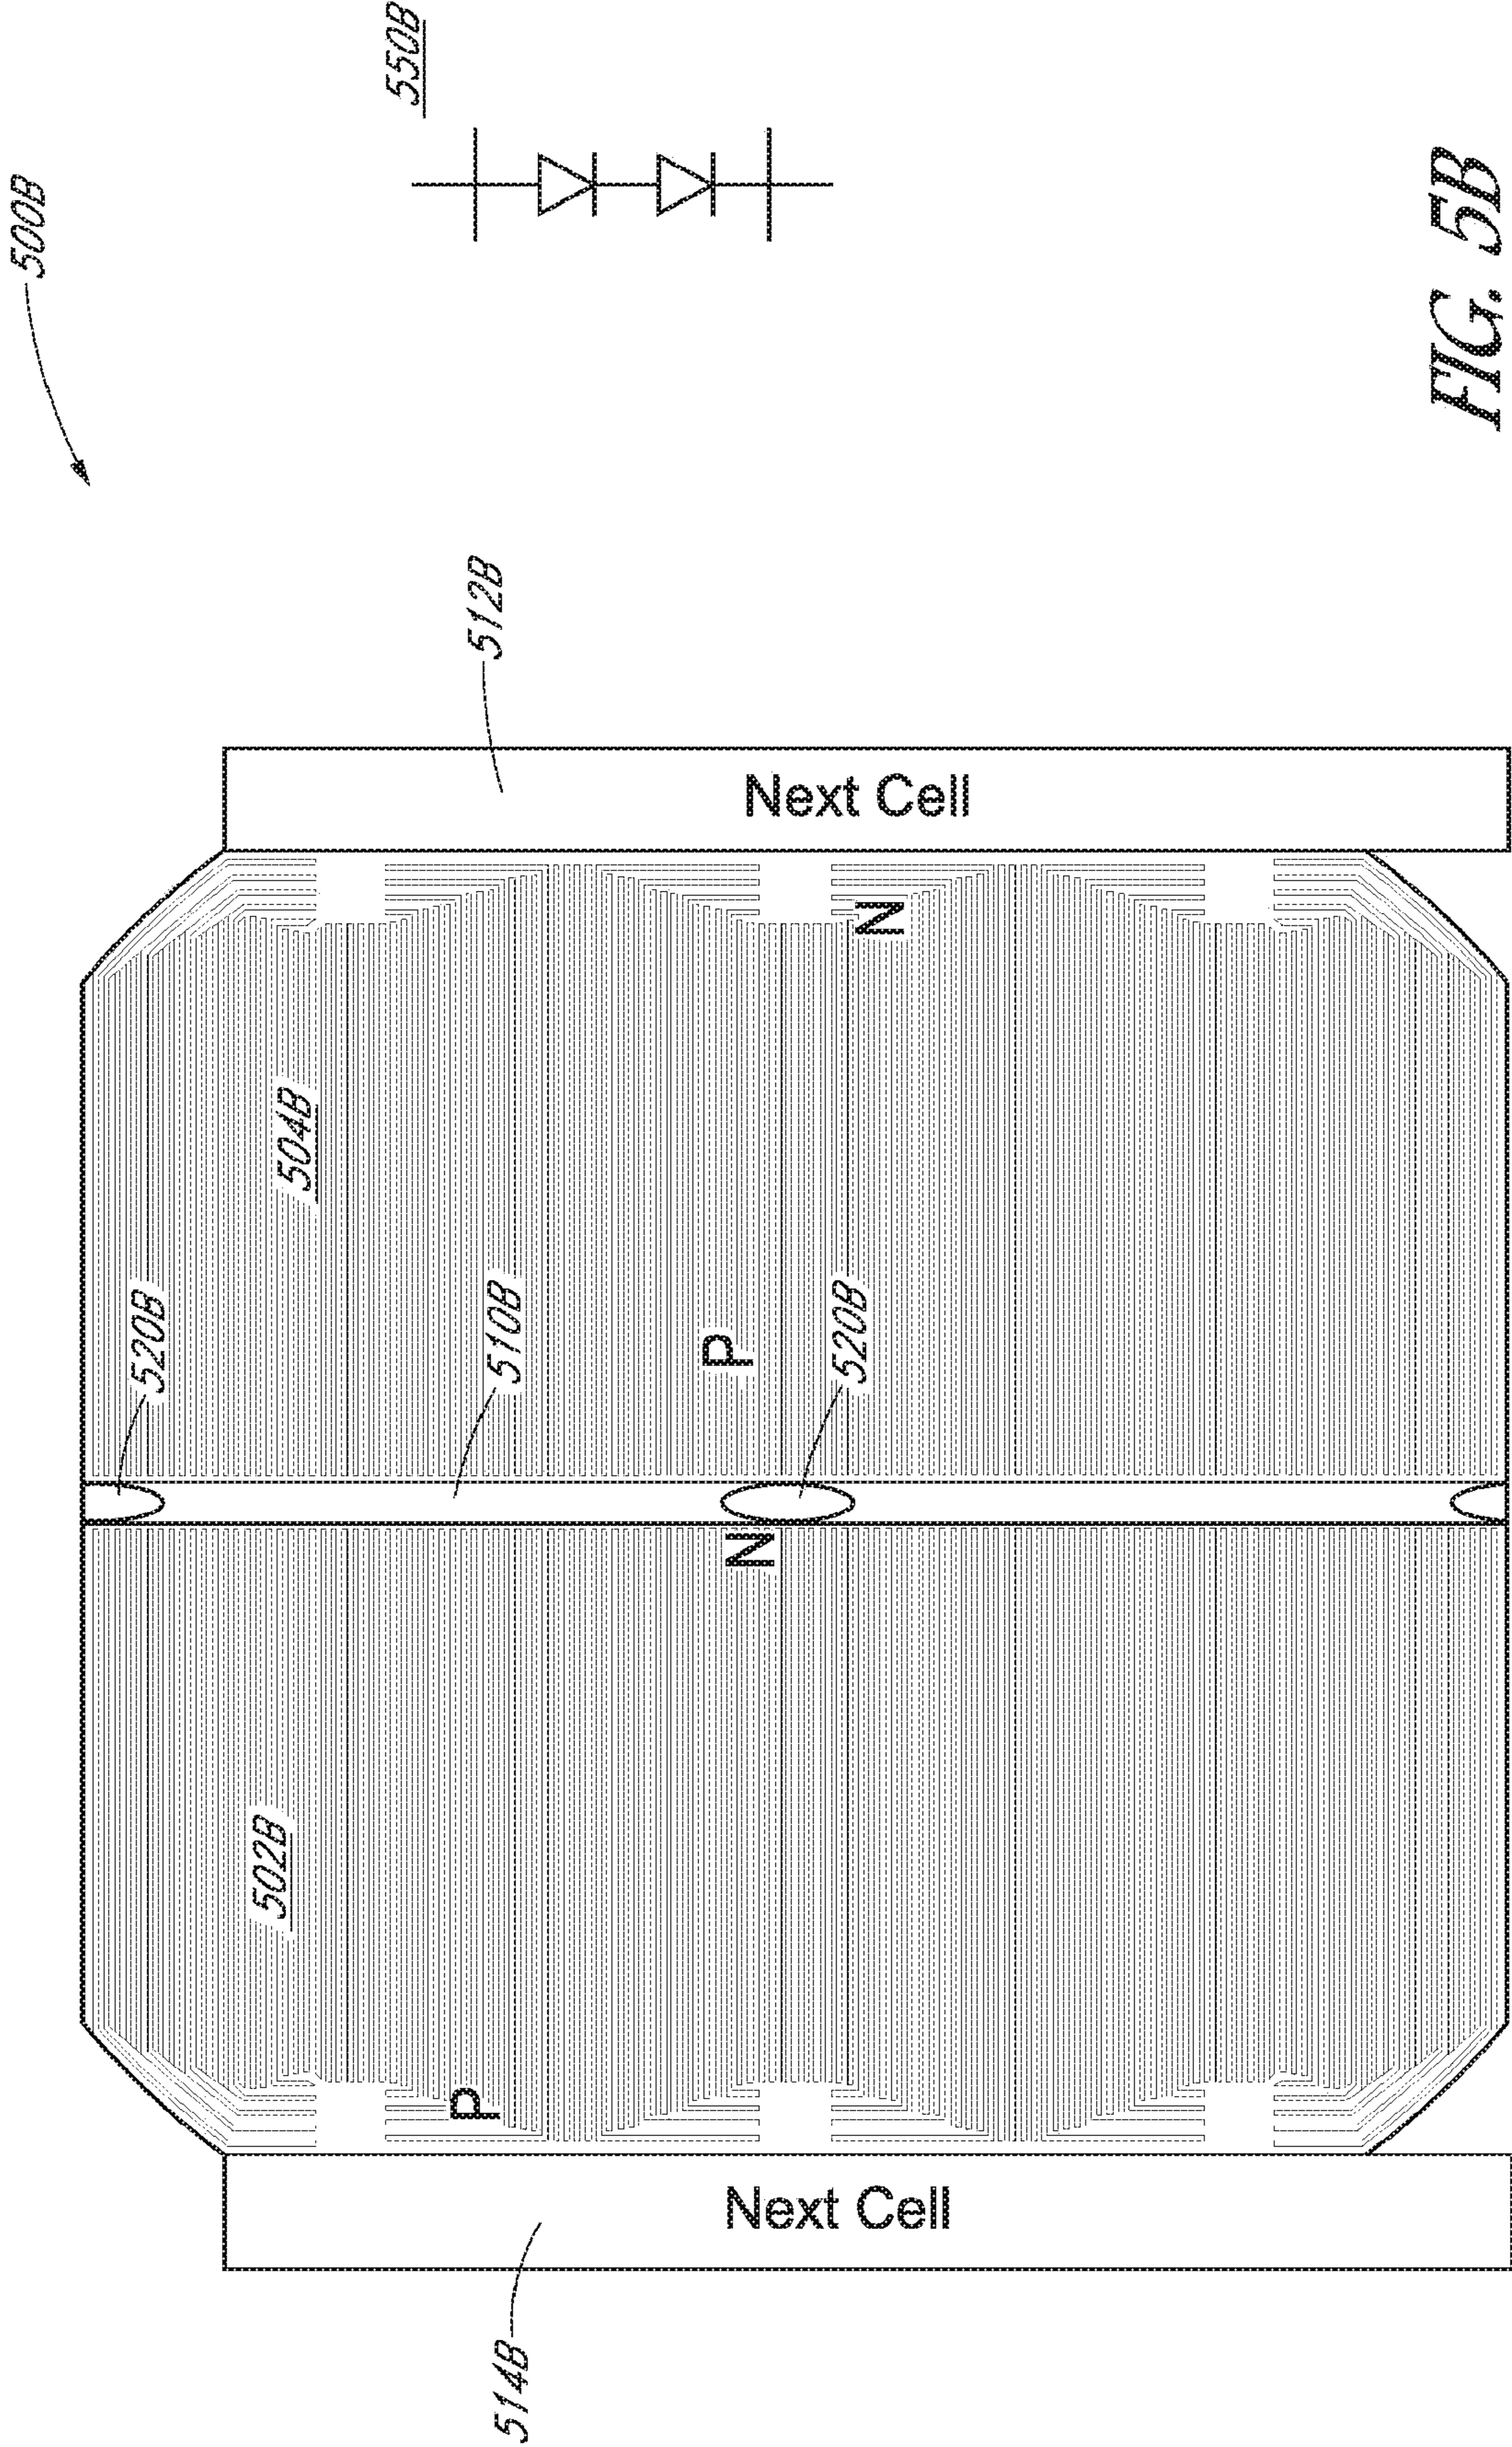 500B
550B
512B
Next Cell
504B
520B
510B
520B
N
P
N
502B
P
Next Cell
514B
FIG. 5B